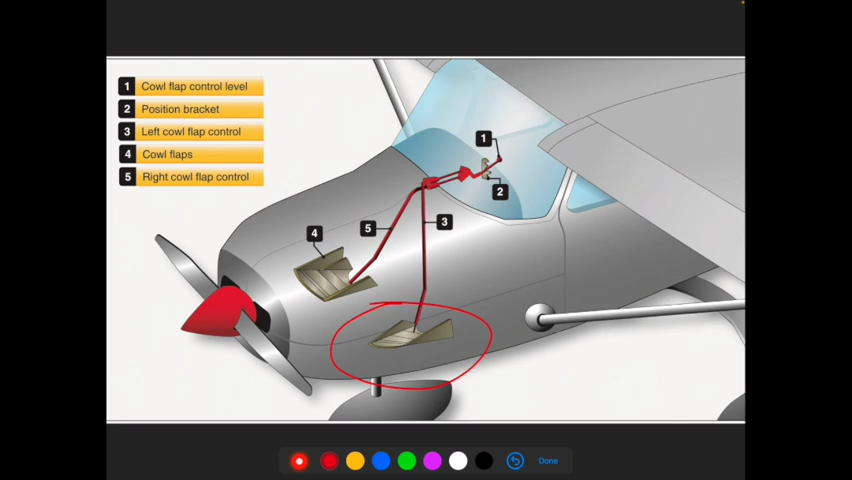 1 Cowl flap control level
2 Position bracket
3 Left cowl flap control
4 Cowl flaps
5 Right cowl flap control
1
2
4
5
3
Done